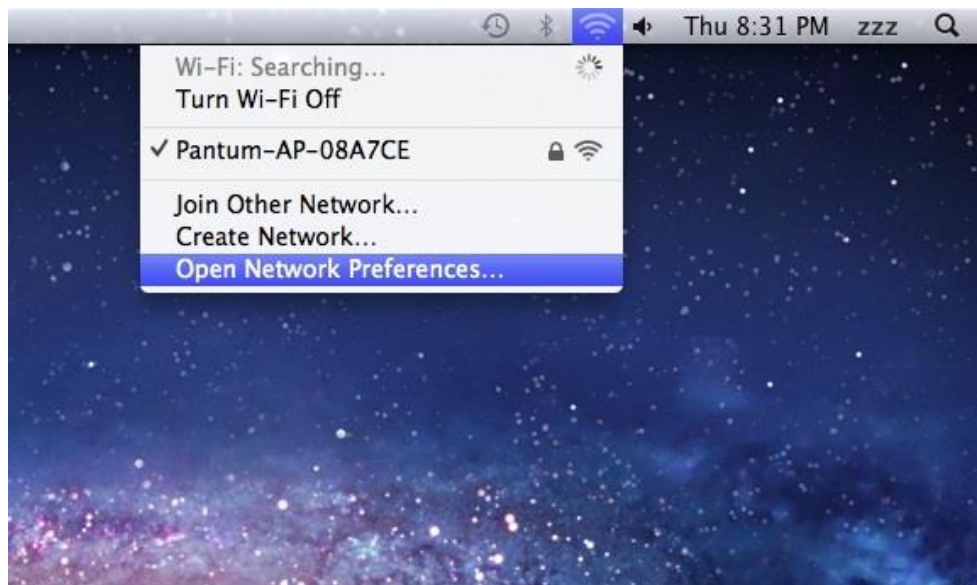 Thu 8:31 PM zzz
Wi-Fi: Searching...
Turn Wi-Fi Off
Pantum-AP-08A7CE
Join Other Network...
Create Network...
Open Network Preferences...